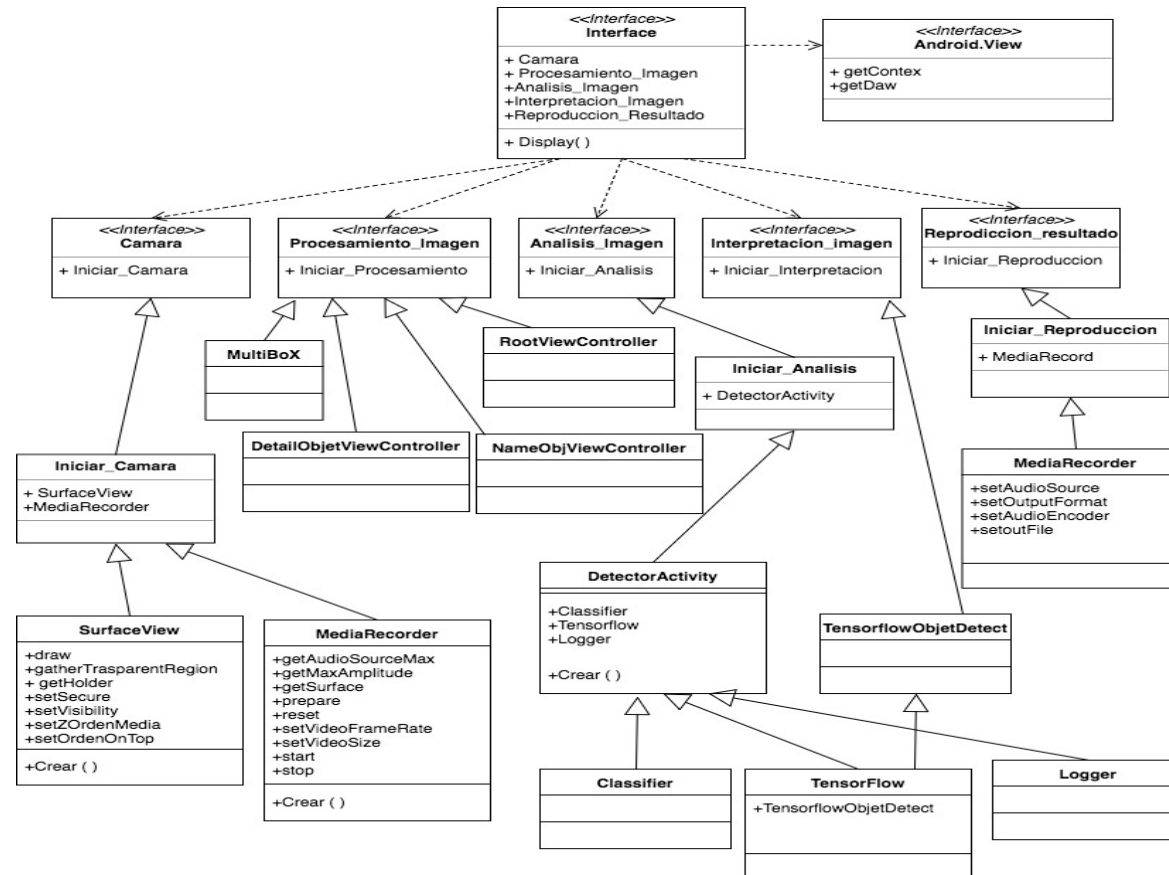 <<Interface>>
Interface
+ Camara
+ Procesamiento_Imagen
+Analisis_Imagen
+Interpretacion_Imagen
+Reproduccion_Resultado
+ Display( )
<<Interface>>
Android.View
+ getContex
+getDaw
<<Interface>>
Camara
+ Iniciar_Camara
<<Interface>>
Procesamiento_Imagen
+ Iniciar_Procesamiento
<<Interface>>
Analisis_Imagen
+ Iniciar_Analisis
<<Interface>>
Interpretacion_imagen
+ Iniciar_Interpretacion
<<Interface>>
Reprodiccion_resultado
+ Iniciar_Reproduccion
MultiBoX
RootViewController
Iniciar_Analisis
+ DetectorActivity
Iniciar_Reproduccion
+ MediaRecord
DetailObjetViewController
NameObjViewController
Iniciar_Camara
+ SurfaceView
+MediaRecorder
MediaRecorder
+setAudioSource
+setOutputFormat
+setAudioEncoder
+setoutFile
SurfaceView
+draw
+gatherTrasparentRegion
+ getHolder
+setSecure
+setVisibility
+setZOrdenMedia
+setOrdenOnTop
+Crear ( )
MediaRecorder
+getAudioSourceMax
+getMaxAmplitude
+getSurface
+prepare
+reset
+setVideoFrameRate
+setVideoSize
+start
+stop
+Crear ( )
DetectorActivity
+Classifier
+Tensorflow
+Logger
+Crear ( )
TensorflowObjetDetect
Classifier
TensorFlow
+TensorflowObjetDetect
Logger